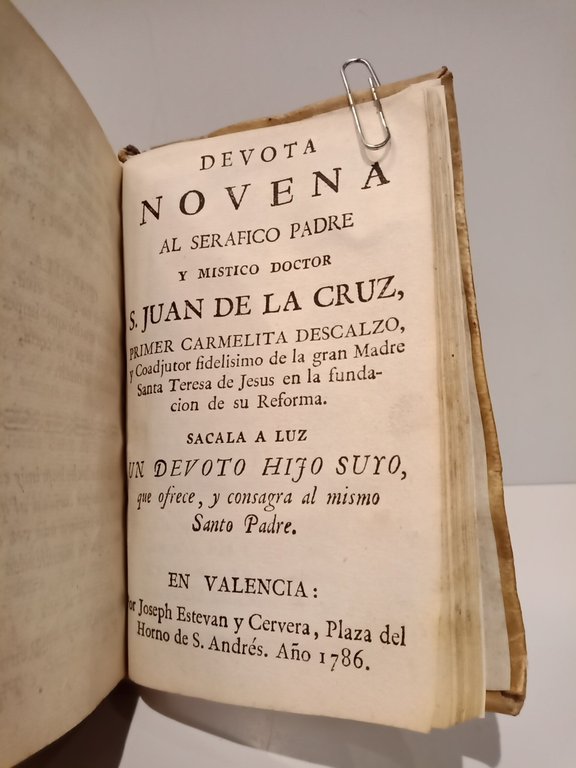 DEVOTA
NOVENA
AL SERAFICO PADRE
Y MISTICO DOCTOR
S. JUAN DE LA CRUZ,
PRIMER CARMELITA DESCALZO,
y Coadjutor fidelisimo de la gran Madre
Santa Teresa de Jesus en la funda-
cion de su Reforma.
SACALA A LUZ
UN DEVOTO HIJO SUYO,
que ofrece, y consagra al mismo
Santo Padre.
EN VALENCIA:
Por Joseph Estevan y Cervera, Plaza del
Horno de S. Andrés. Año 1786.